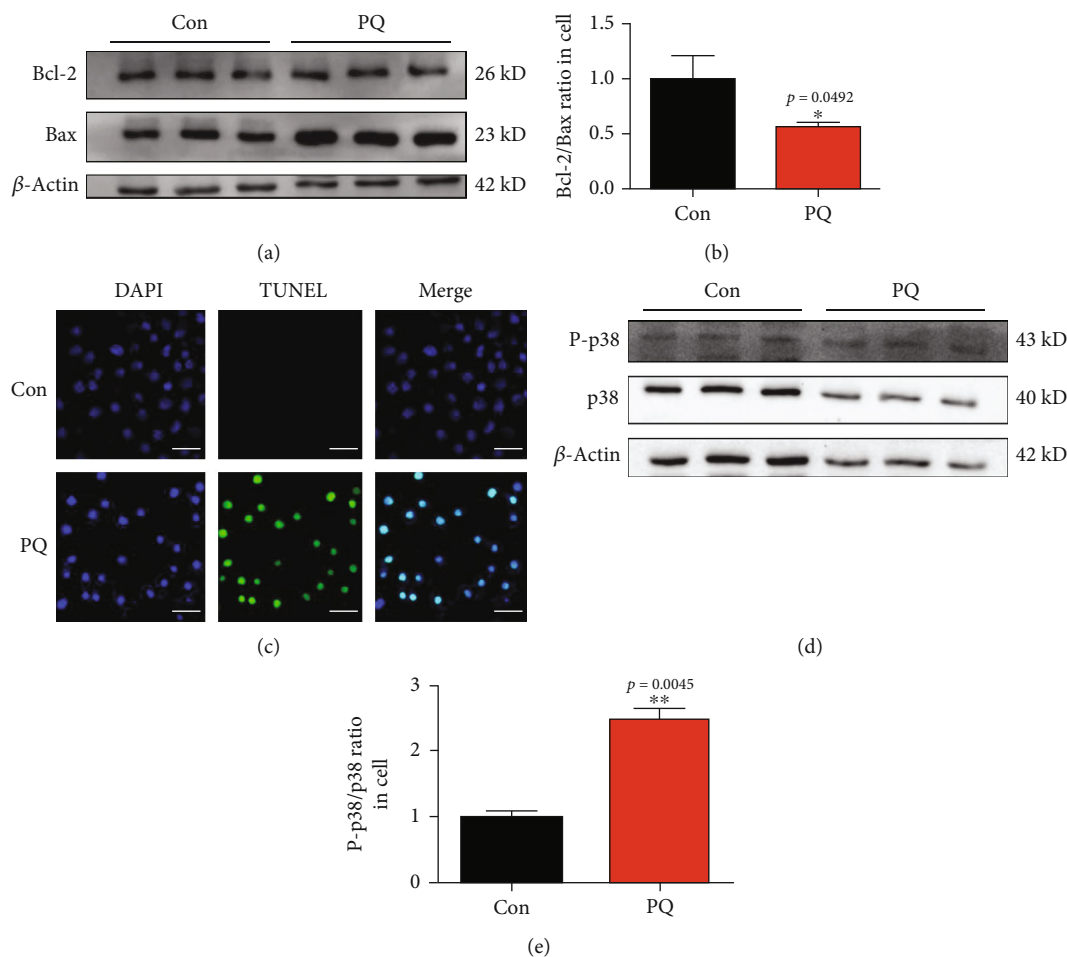 Con PQ
Bcl-2 26 kD
Bax 23 kD
β-Actin 42 kD
(a)
Bcl-2/Bax ratio in cell
1.5
1.0
0.5
0.0
p = 0.0492
*
Con PQ
(b)
DAPI TUNEL Merge
Con
PQ
(c)
Con PQ
P-p38 43 kD
p38 40 kD
β-Actin 42 kD
(d)
P-p38/p38 ratio
in cell
3
2
1
0
p = 0.0045
**
Con PQ
(e)